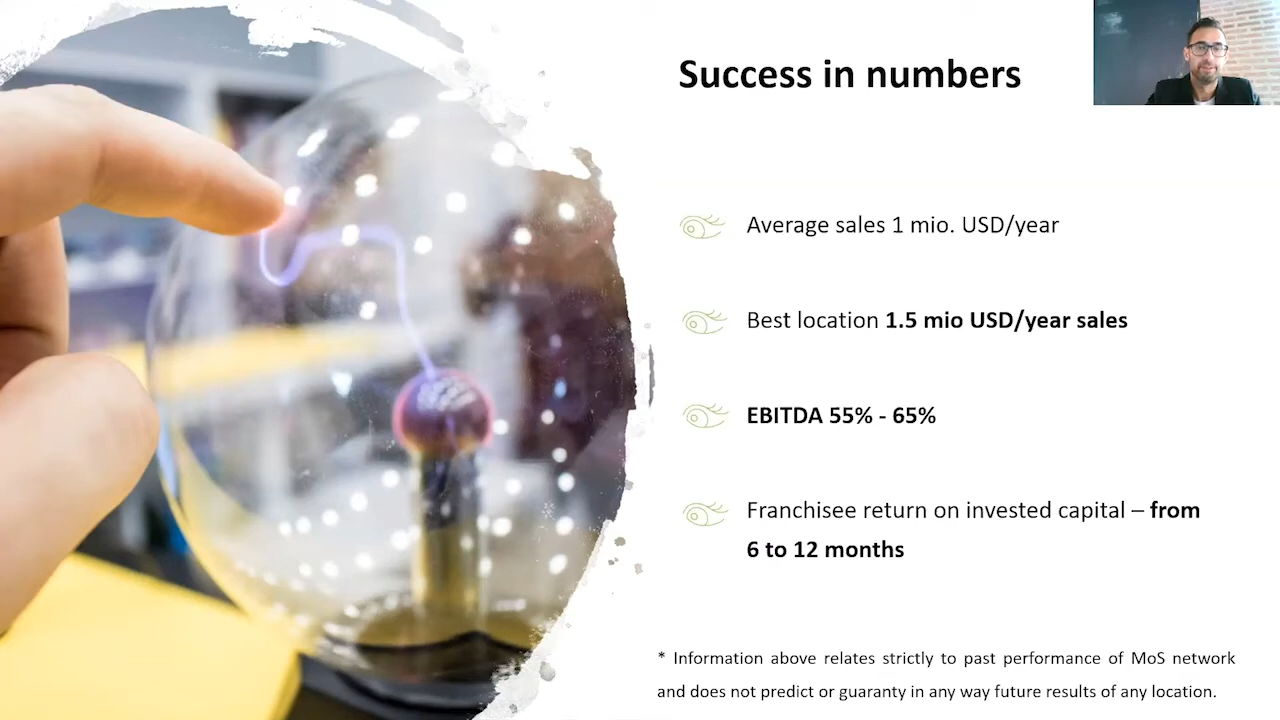 Success in numbers
Average sales 1 mio. USD/year
Best location 1.5 mio USD/year sales
EBITDA 55% - 65%
Franchisee return on invested capital – from
6 to 12 months
* Information above relates strictly to past performance of MoS network
and does not predict or guaranty in any way future results of any location.